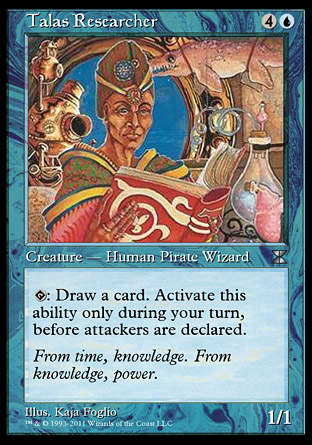 Talas Researcher 4
Creature — Human Pirate Wizard
: Draw a card. Activate this
ability only during your turn,
before attackers are declared.
From time, knowledge. From
knowledge, power.
Illus. Kaja Foglio
™ & © 1993-2011 Wizards of the Coast LLC
1/1